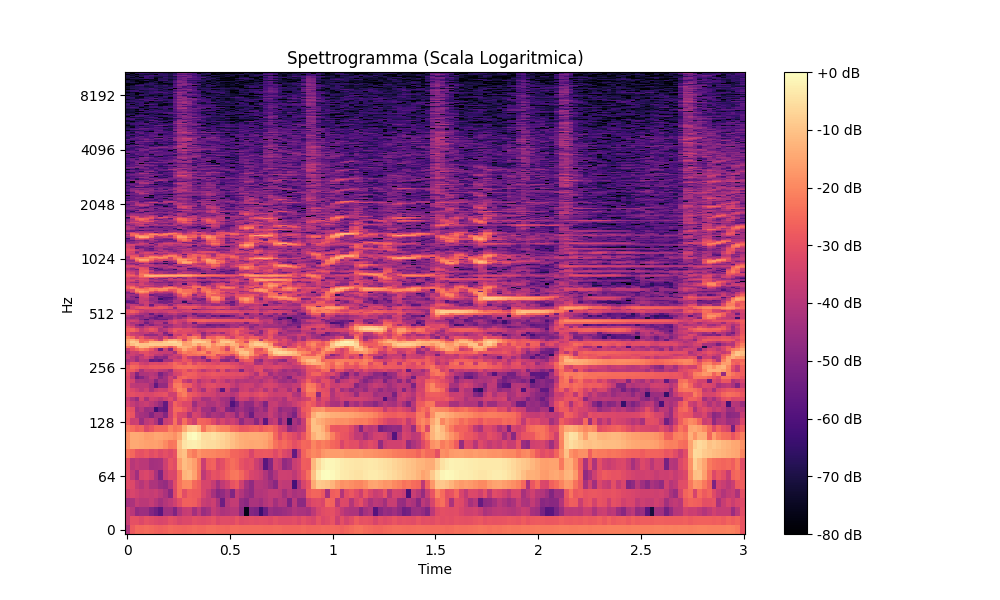 Spettrogramma (Scala Logaritmica)
Hz
8192
4096
2048
1024
512
256
128
64
0
0 0.5 1 1.5 2 2.5 3
Time
+0 dB
-10 dB
-20 dB
-30 dB
-40 dB
-50 dB
-60 dB
-70 dB
-80 dB